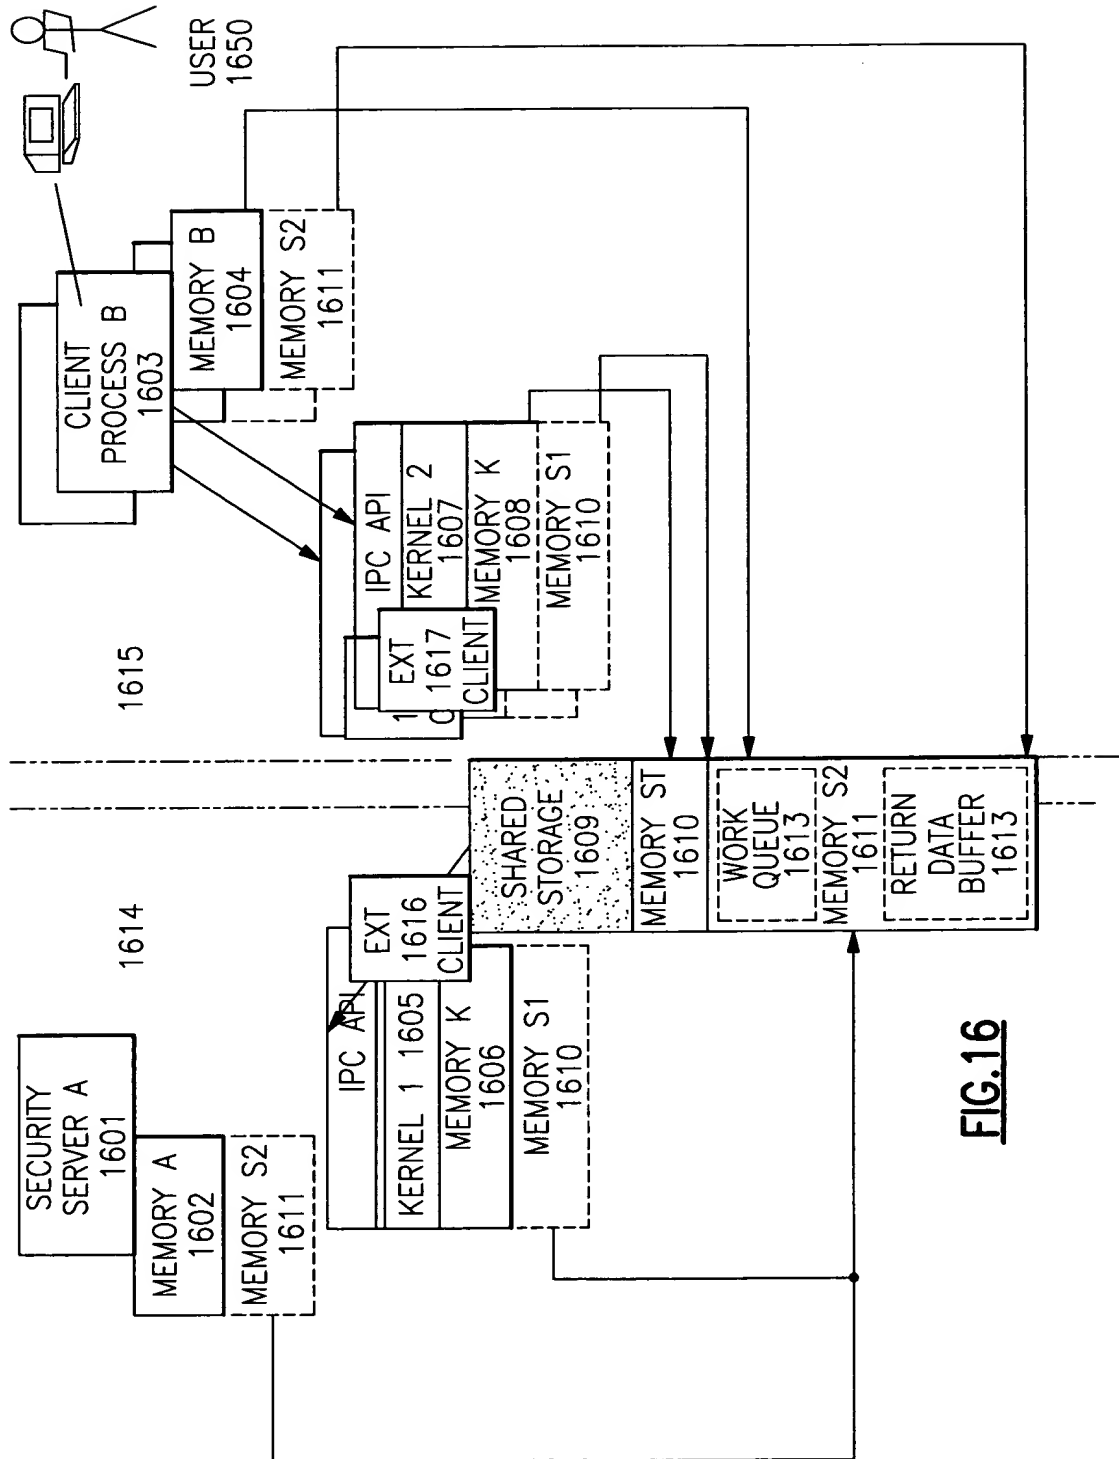 USER
1650
CLIENT
PROCESS B
1603
MEMORY B
1604
MEMORY S2
1611
1615
IPC API
KERNEL 2
1607
MEMORY K
1608
MEMORY S1
1610
EXT
1617
CLIENT
1
C
SECURITY
SERVER A
1601
MEMORY A
1602
MEMORY S2
1611
1614
IPC API
KERNEL 1 1605
MEMORY K
1606
MEMORY S1
1610
EXT
1616
CLIENT
SHARED
STORAGE
1609
MEMORY ST
1610
WORK
QUEUE
1613
MEMORY S2
1611
RETURN
DATA
BUFFER
1613
FIG.16